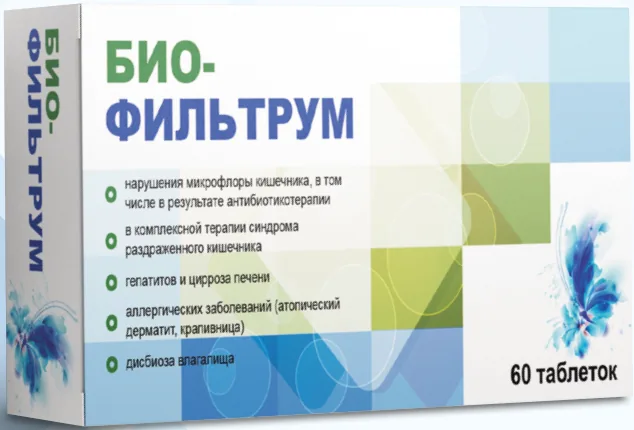 БИО-
ФИЛЬТРУМ
БИО-
ФИЛЬТРУМ
нарушения микрофлоры кишечника, в том
числе в результате антибиотикотерапии
в комплексной терапии синдрома
раздраженного кишечника
гепатитов и цирроза печени
аллергических заболеваний (атопический
дерматит, крапивница)
дисбиоза влагалища
60 таблеток